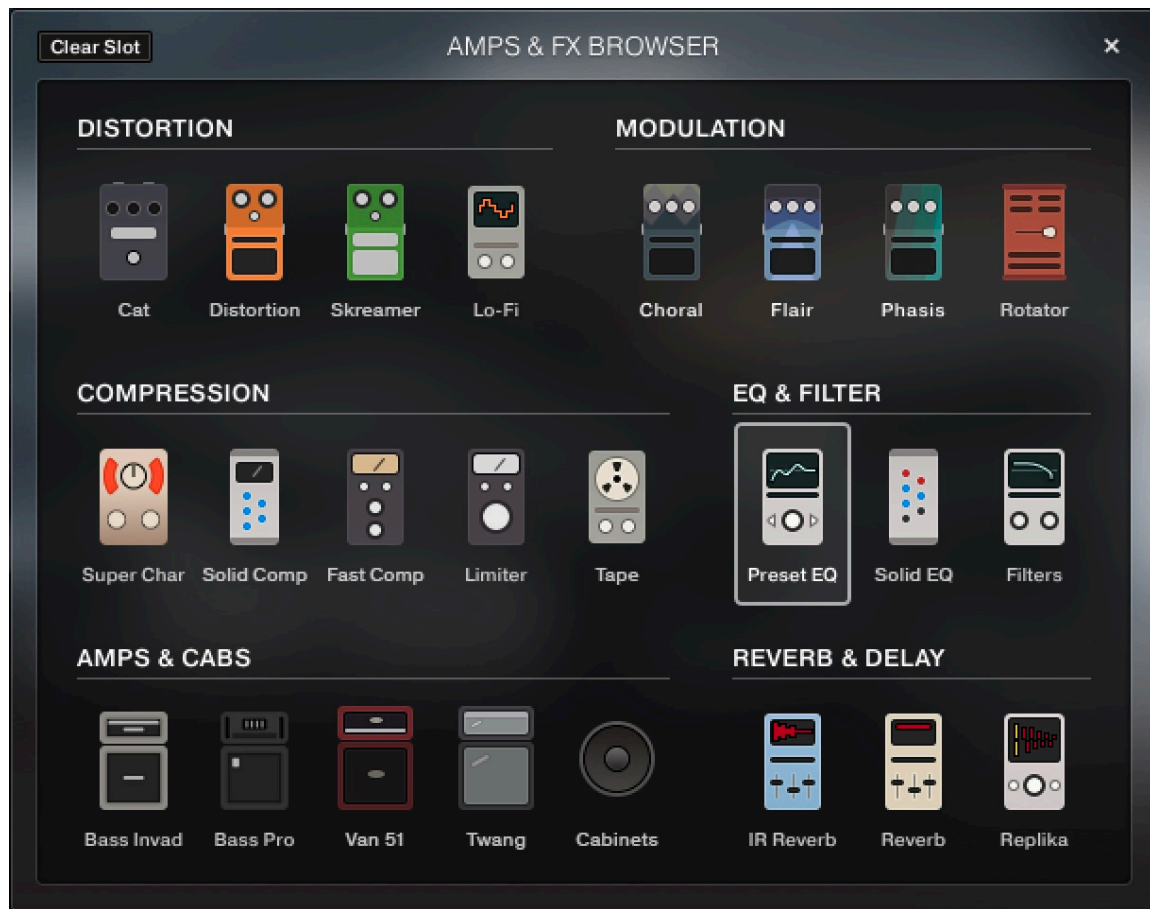 Clear Slot
AMPS & FX BROWSER
×
DISTORTION
MODULATION
Cat
Distortion
Skreamer
Lo-Fi
Choral
Flair
Phasis
Rotator
COMPRESSION
EQ & FILTER
Super Char
Solid Comp
Fast Comp
Limiter
Tape
Preset EQ
Solid EQ
Filters
AMPS & CABS
REVERB & DELAY
Bass Invad
Bass Pro
Van 51
Twang
Cabinets
IR Reverb
Reverb
Replika